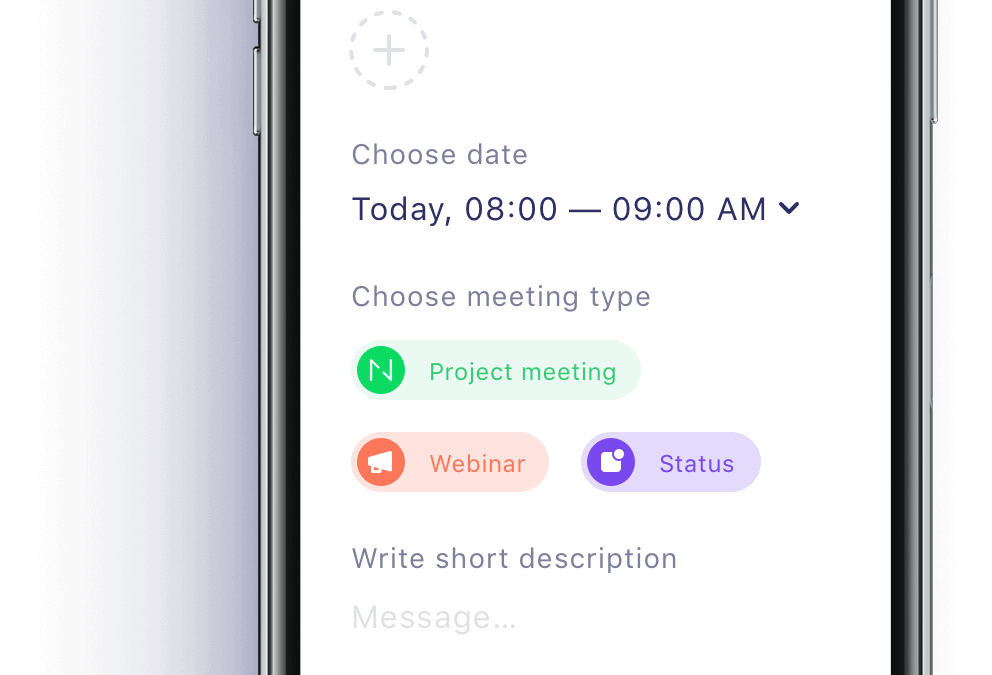 Choose date
Today, 08:00 — 09:00 AM
Choose meeting type
Project meeting
Webinar
Status
Write short description
Message...